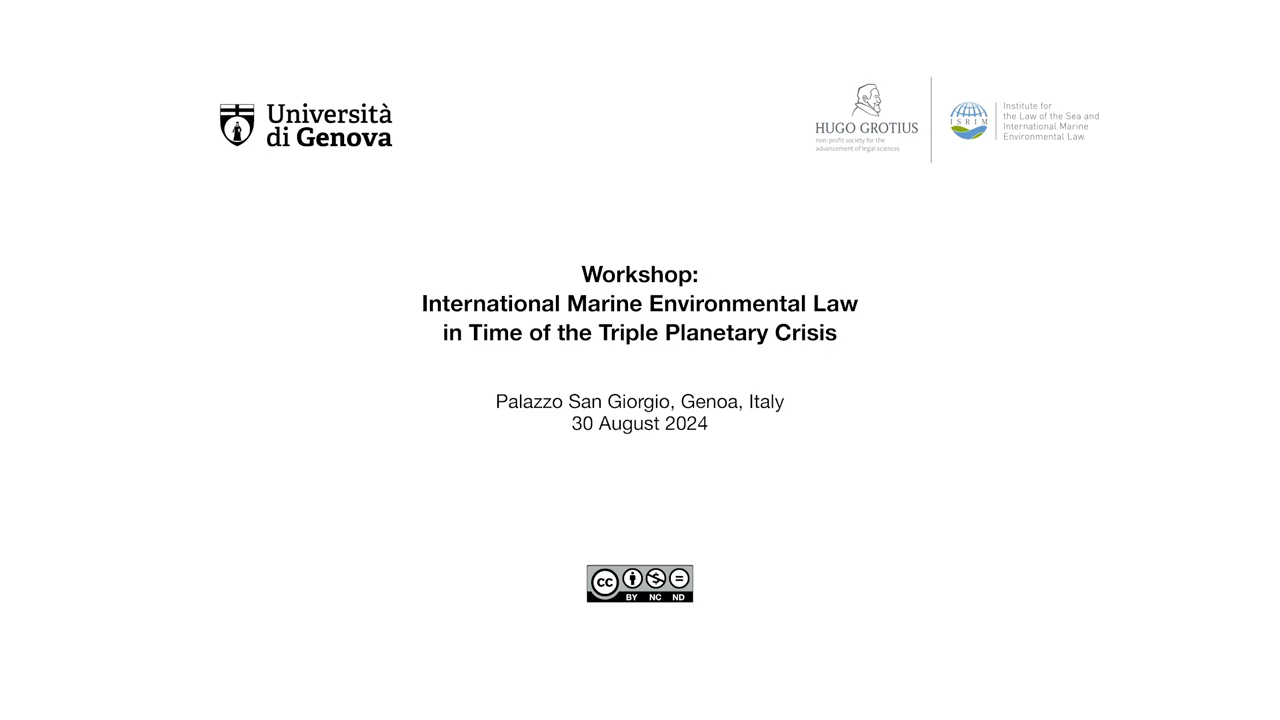 Università
di Genova
HUGO GROTIUS
non-profit society for the
advancement of legal sciences
ISRIM
Institute for
the Law of the Sea and
International Marine
Environmental Law
Workshop:
International Marine Environmental Law
in Time of the Triple Planetary Crisis
Palazzo San Giorgio, Genoa, Italy
30 August 2024
cc
BY NC ND